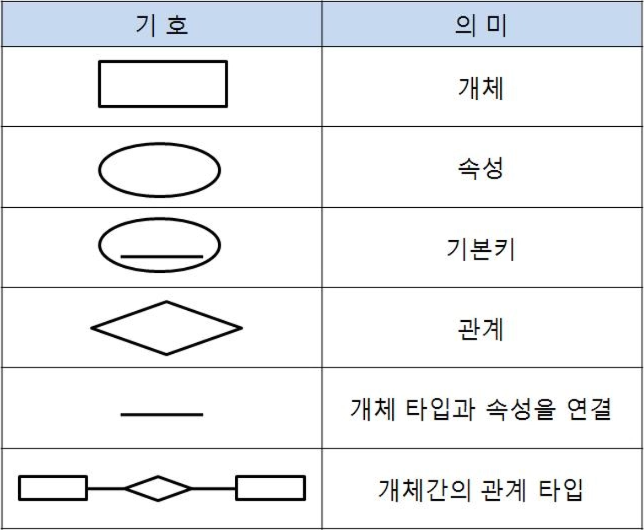 기 호 의 미
개체
속성
기본키
관계
개체 타입과 속성을 연결
개체간의 관계 타입